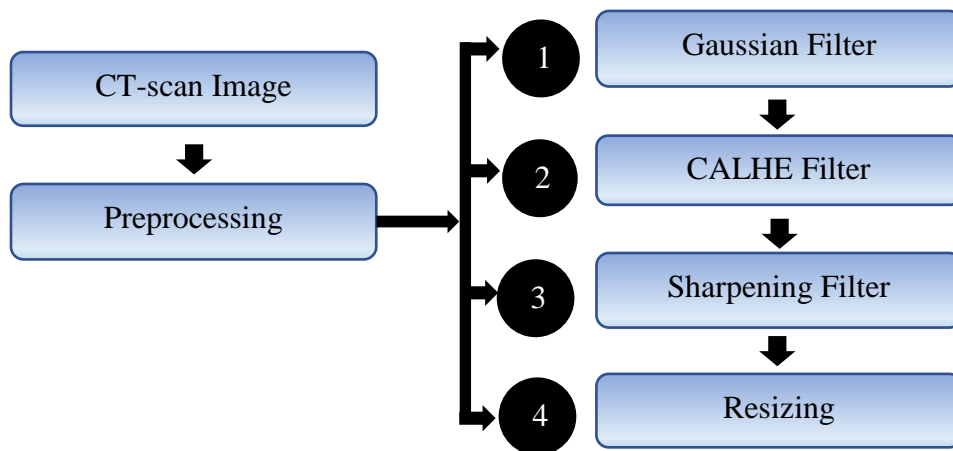 CT-scan Image
Preprocessing
1
Gaussian Filter
2
CALHE Filter
3
Sharpening Filter
4
Resizing